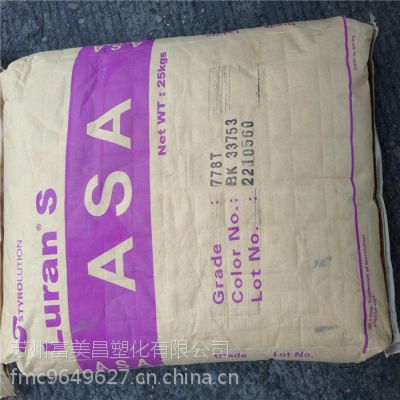 STYROLUTION
Luran® S
ASA
ASA
Net WT : 25kgs
Grade : 778T
Color No. : BK 33753
Lot No. : 2210560
Grade :
Lot No. :
苏州富美昌塑化有限公司
fmc9649627.cn.china.cn